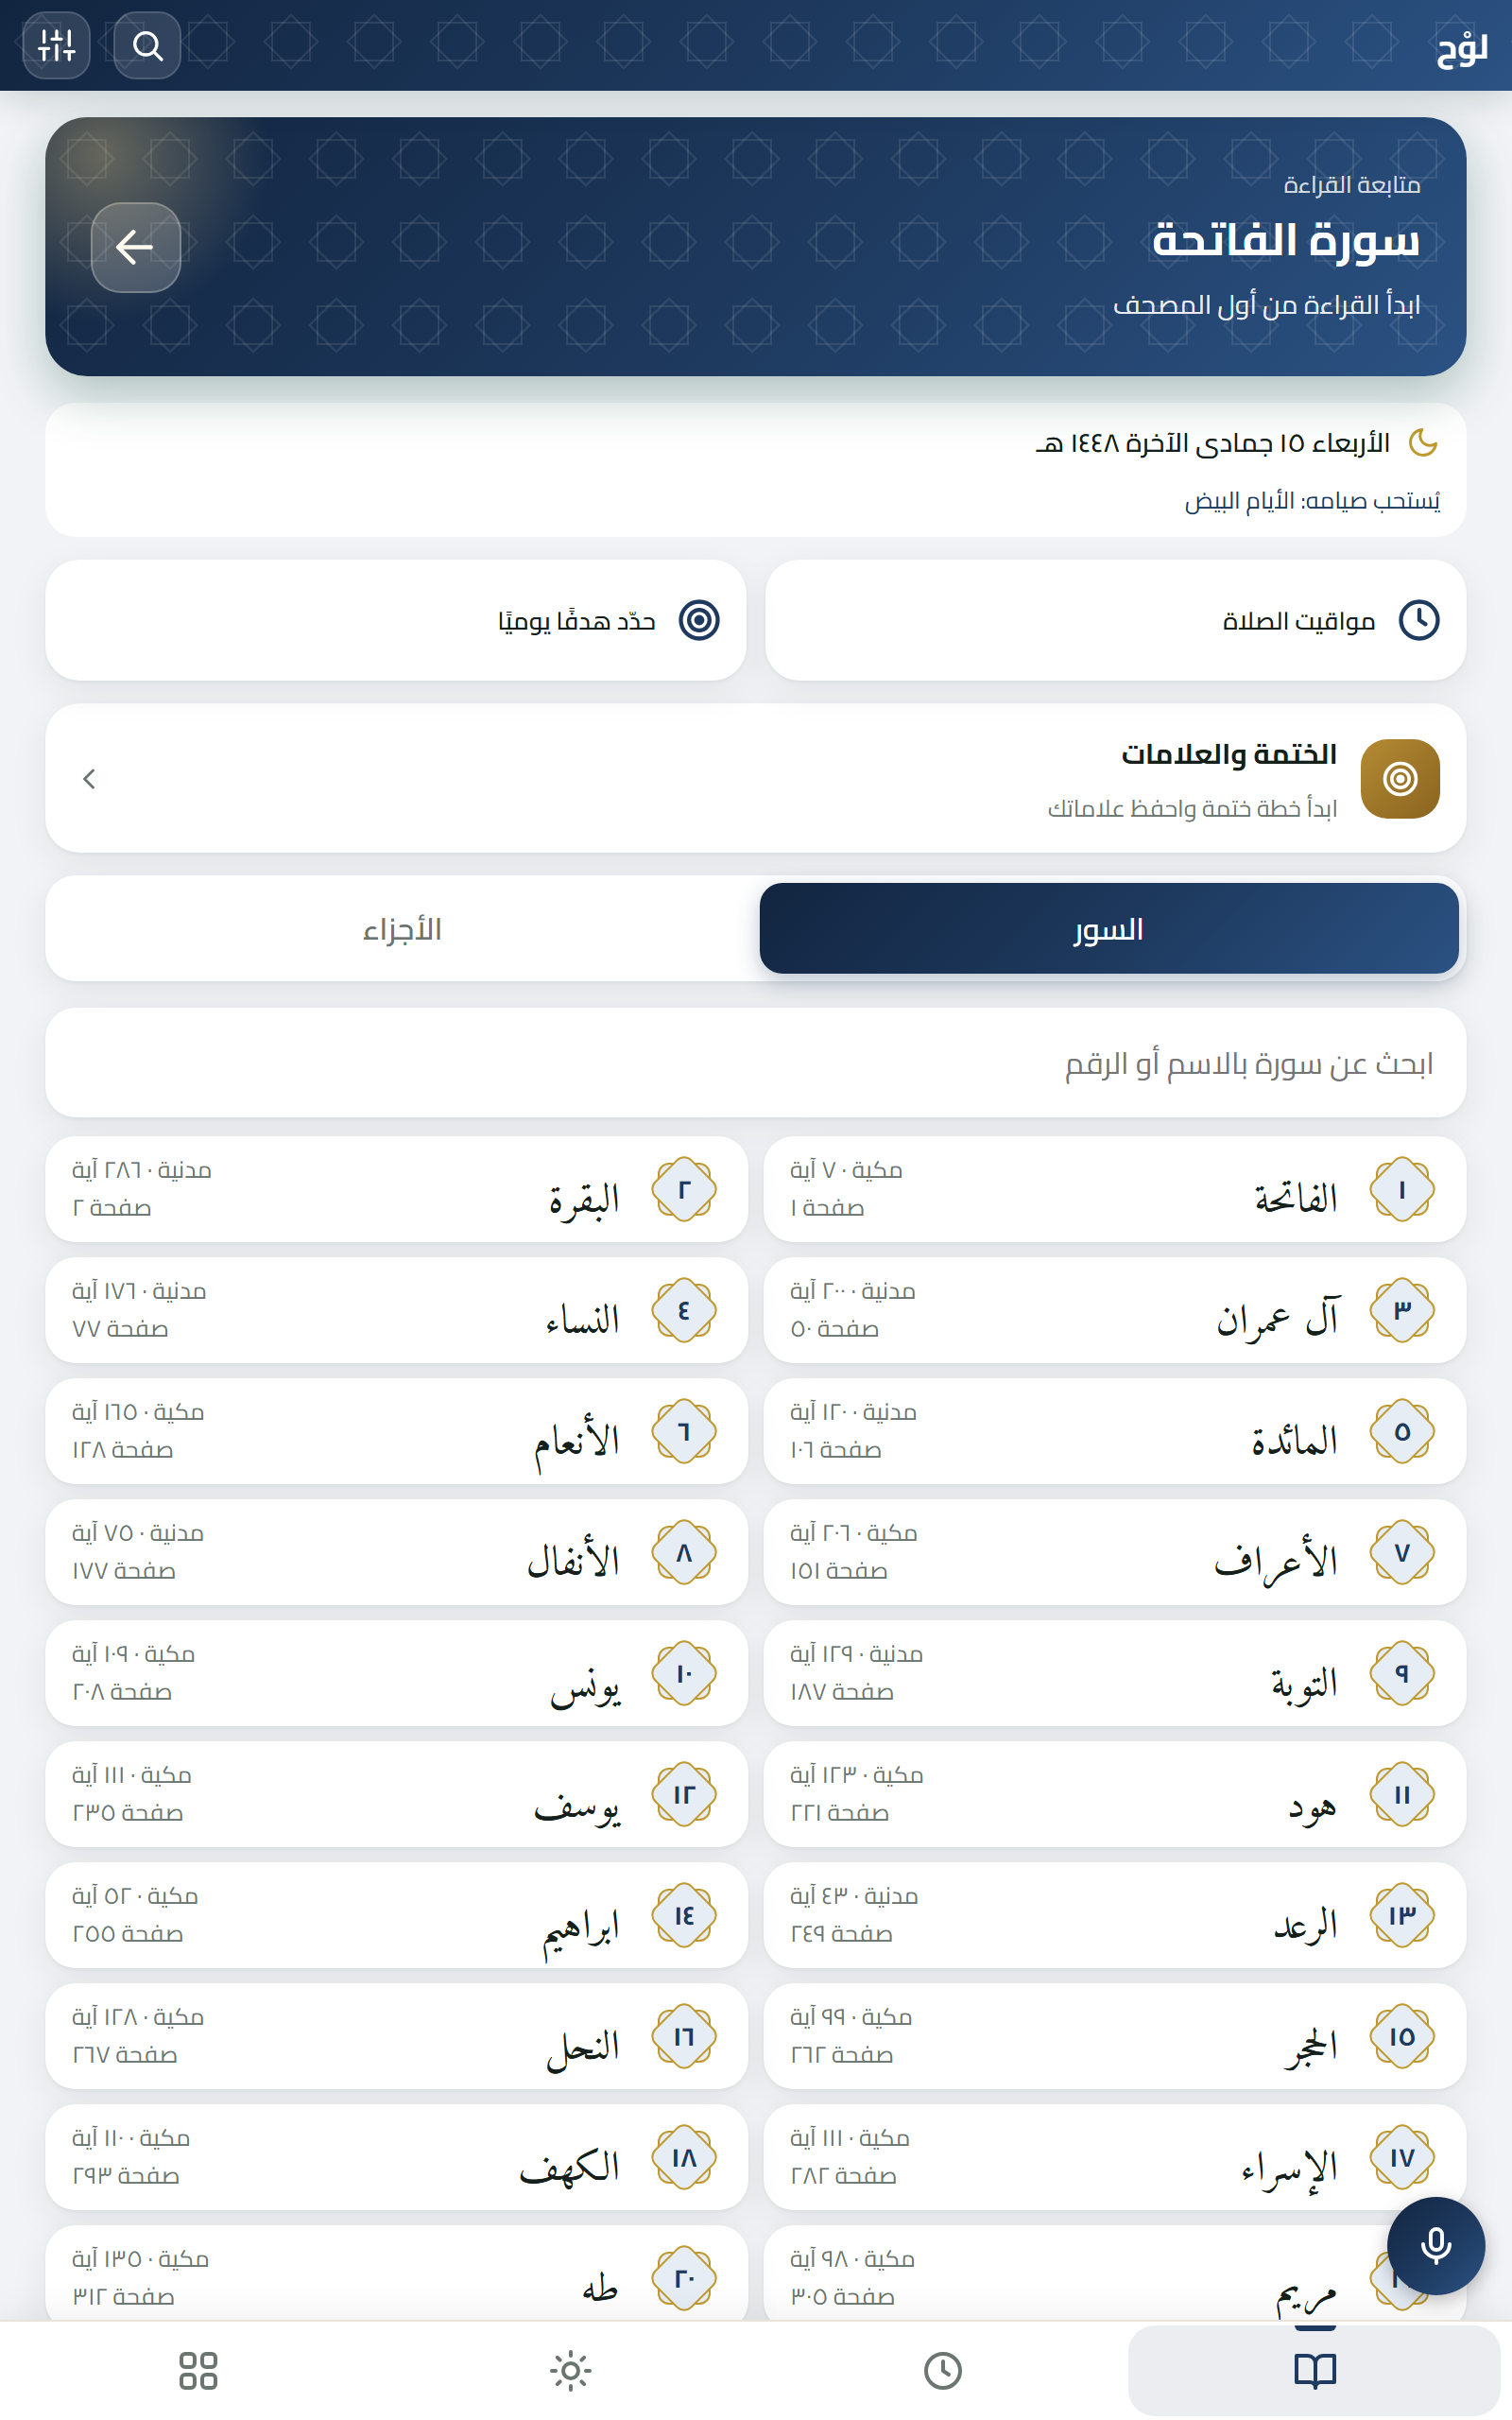 لوْح
متابعة القراءة
سورة الفاتحة
ابدأ القراءة من أول المصحف
الأربعاء ١٥ جمادى الآخرة ١٤٤٨ هـ
يُستحب صيامه: الأيام البيض
مواقيت الصلاة
حدّد هدفًا يوميًا
الختمة والعلامات
ابدأ خطة ختمة واحفظ علاماتك
السور
الأجزاء
ابحث عن سورة بالاسم أو الرقم
١ الفاتحة مكية · ٧ آية
صفحة ١
٢ البقرة مدنية · ٢٨٦ آية
صفحة ٢
٣ آل عمران مدنية · ٢٠٠ آية
صفحة ٥٠
٤ النساء مدنية · ١٧٦ آية
صفحة ٧٧
٥ المائدة مدنية · ١٢٠ آية
صفحة ١٠٦
٦ الأنعام مكية · ١٦٥ آية
صفحة ١٢٨
٧ الأعراف مكية · ٢٠٦ آية
صفحة ١٥١
٨ الأنفال مدنية · ٧٥ آية
صفحة ١٧٧
٩ التوبة مدنية · ١٢٩ آية
صفحة ١٨٧
١٠ يونس مكية · ١٠٩ آية
صفحة ٢٠٨
١١ هود مكية · ١٢٣ آية
صفحة ٢٢١
١٢ يوسف مكية · ١١١ آية
صفحة ٢٣٥
١٣ الرعد مدنية · ٤٣ آية
صفحة ٢٤٩
١٤ ابراهيم مكية · ٥٢ آية
صفحة ٢٥٥
١٥ الحجر مكية · ٩٩ آية
صفحة ٢٦٢
١٦ النحل مكية · ١٢٨ آية
صفحة ٢٦٧
١٧ الإسراء مكية · ١١١ آية
صفحة ٢٨٢
١٨ الكهف مكية · ١١٠ آية
صفحة ٢٩٣
مريم مكية · ٩٨ آية
صفحة ٣٠٥
٢٠ طه مكية · ١٣٥ آية
صفحة ٣١٢